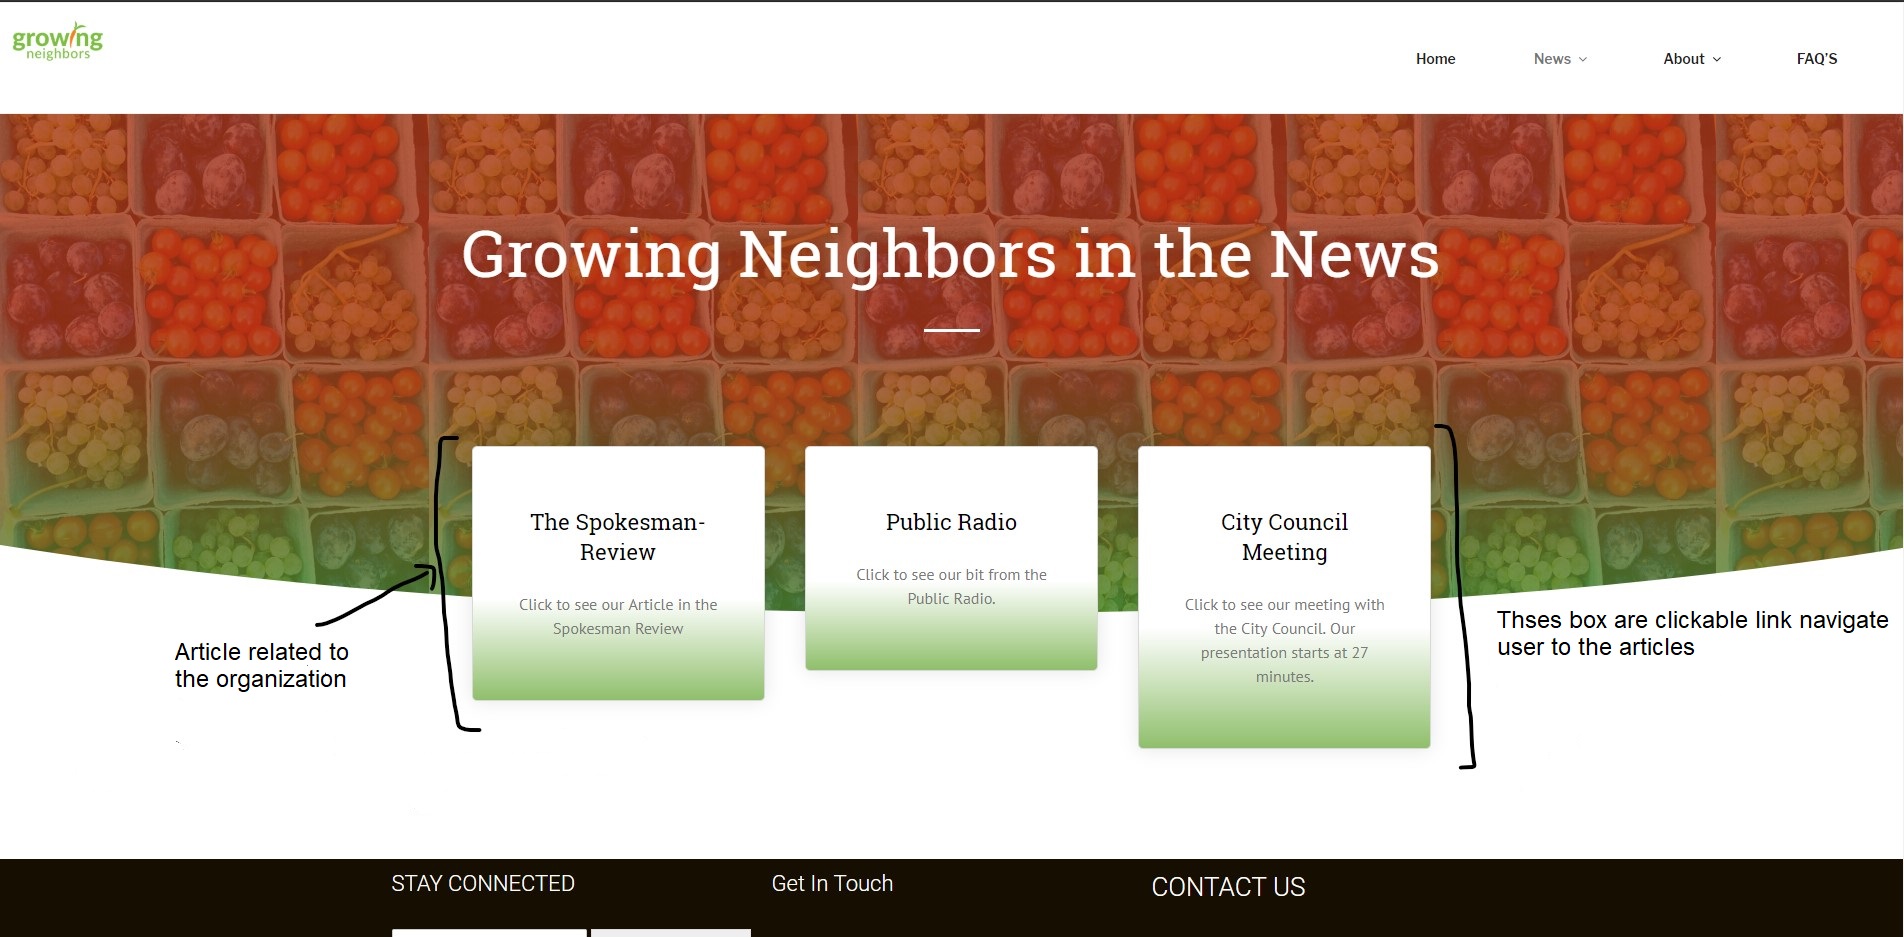 growing
neighbors
Home
News
About
FAQ'S
Growing Neighbors in the News
The Spokesman-
Review
Click to see our Article in the
Spokesman Review
Public Radio
Click to see our bit from the
Public Radio.
City Council
Meeting
Click to see our meeting with
the City Council. Our
presentation starts at 27
minutes.
Article related to
the organization
Thses box are clickable link navigate
user to the articles
STAY CONNECTED
Get In Touch
CONTACT US